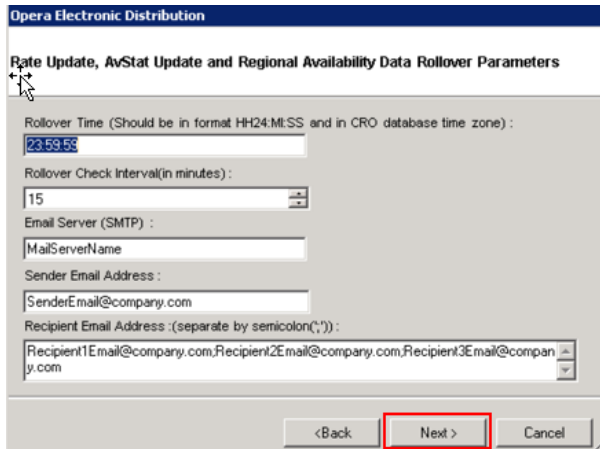 Opera Electronic Distribution
Rate Update, AvStat Update and Regional Availability Data Rollover Parameters
Rollover Time (Should be in format HH24:MI:SS and in CRO database time zone) :
23:59:59
Rollover Check Interval(in minutes) :
15
Email Server (SMTP) :
MailServerName
Sender Email Address :
SenderEmail@company.com
Recipient Email Address :(separate by semicolon(';')) :
Recipient1Email@company.com;Recipient2Email@company.com;Recipient3Email@compan
y.com
<Back Next > Cancel